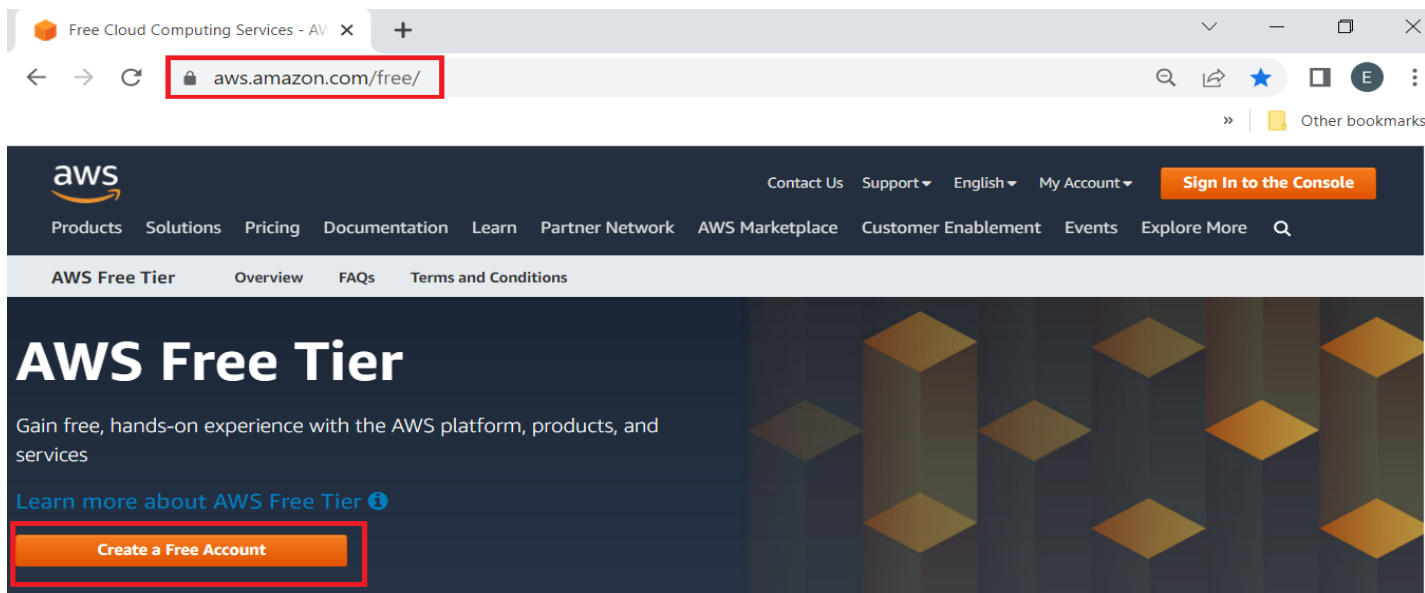 Free Cloud Computing Services - AW
aws.amazon.com/free/
E
» Other bookmarks
aws
Contact Us Support English My Account Sign In to the Console
Products Solutions Pricing Documentation Learn Partner Network AWS Marketplace Customer Enablement Events Explore More
AWS Free Tier Overview FAQs Terms and Conditions
AWS Free Tier
Gain free, hands-on experience with the AWS platform, products, and
services
Learn more about AWS Free Tier
Create a Free Account